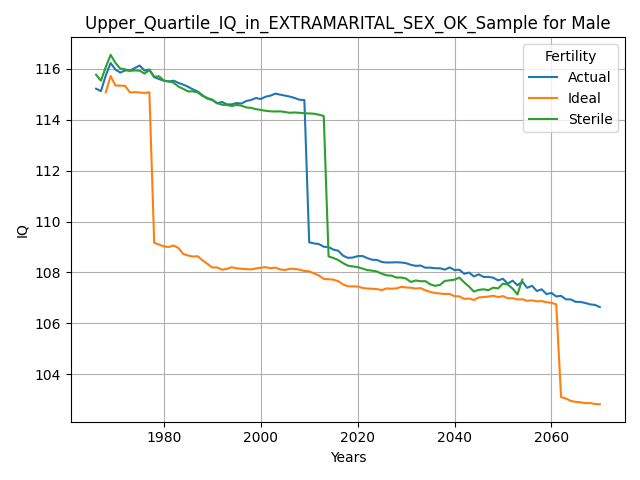 Upper_Quartile_IQ_in_EXTRAMARITAL_SEX_OK_Sample for Male
Fertility
Actual
Ideal
Sterile
IQ
116
114
112
110
108
106
104
1980
2000
2020
2040
2060
Years